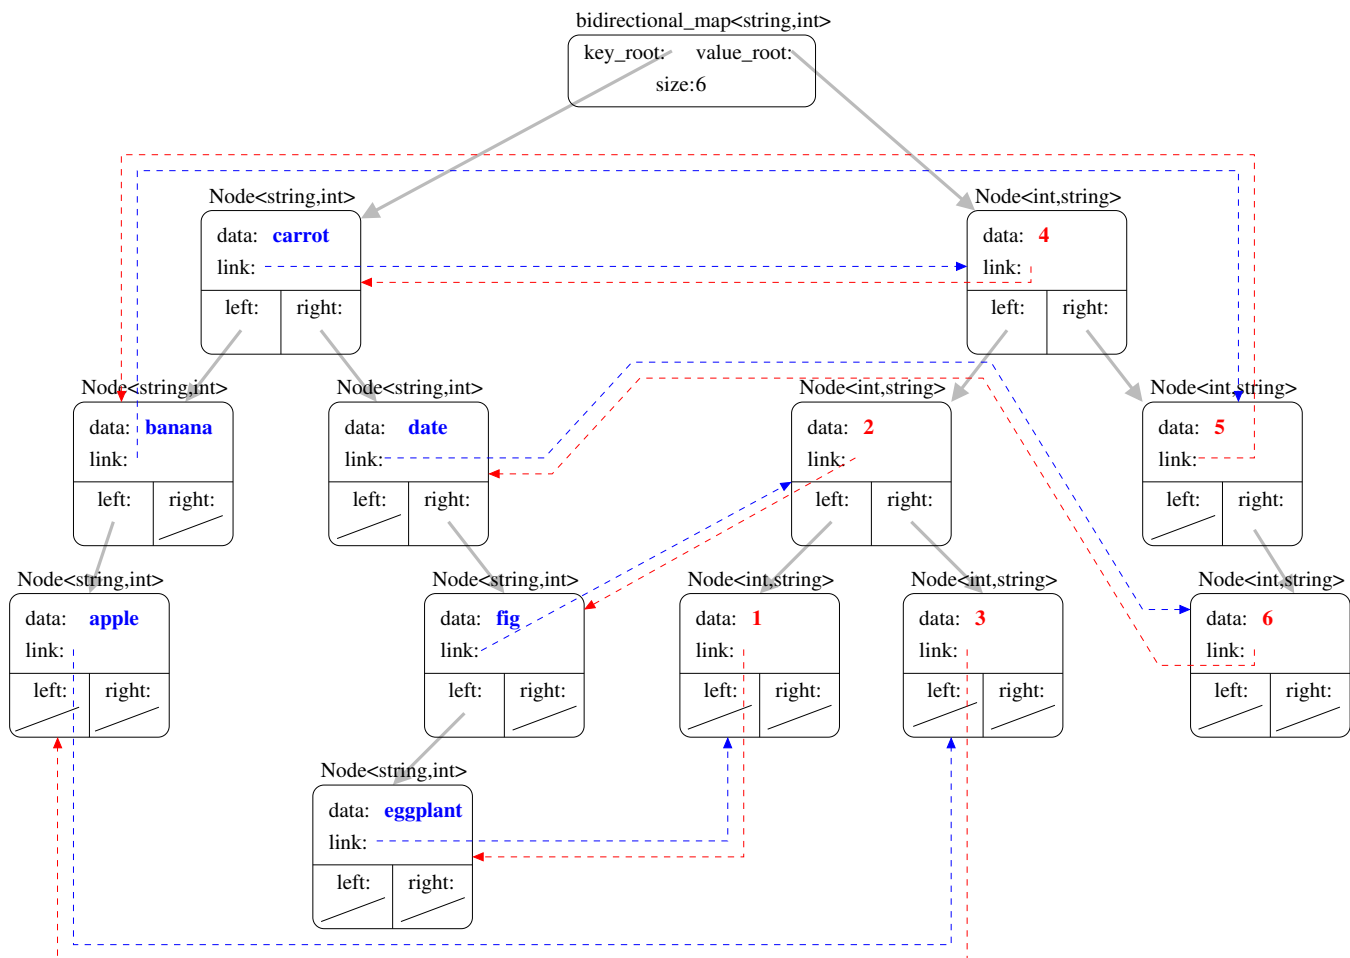 bidirectional_map<string,int>
key_root: value_root:
size:6
Node<string,int> Node<int,string>
data: carrot data: 4
link: link:
left: right: left: right:
Node<string,int> Node<string,int> Node<int,string> Node<int,string>
data: banana data: date data: 2 data: 5
link: link: link: link:
left: right: left: right: left: right: left: right:
Node<string,int> Node<string,int> Node<int,string> Node<int,string> Node<int,string>
data: apple data: fig data: 1 data: 3 data: 6
link: link: link: link: link:
left: right: left: right: left: right: left: right: left: right:
Node<string,int>
data: eggplant
link:
left: right: